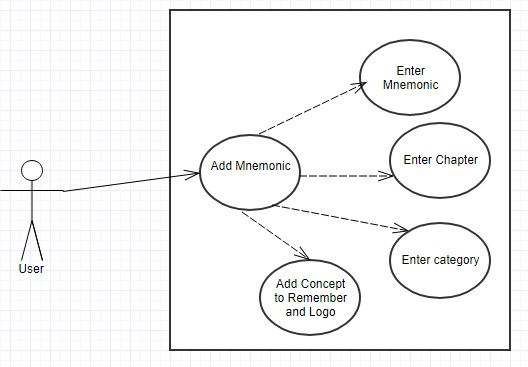 Enter
Mnemonic
Add Mnemonic
Enter Chapter
User
Enter category
Add Concept
to Remember
and Logo